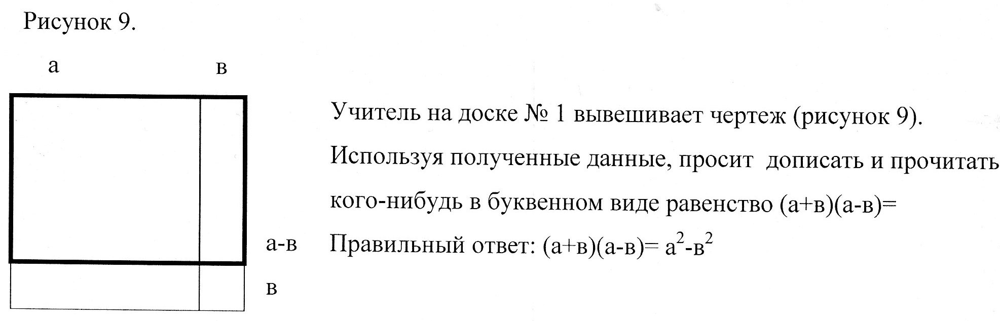 Рисунок 9.
а в
Учитель на доске № 1 вывешивает чертеж (рисунок 9).
Используя полученные данные, просит дописать и прочитать
кого-нибудь в буквенном виде равенство (а+в)(а-в)=
а-в
Правильный ответ: (а+в)(а-в)= а²-в²
в